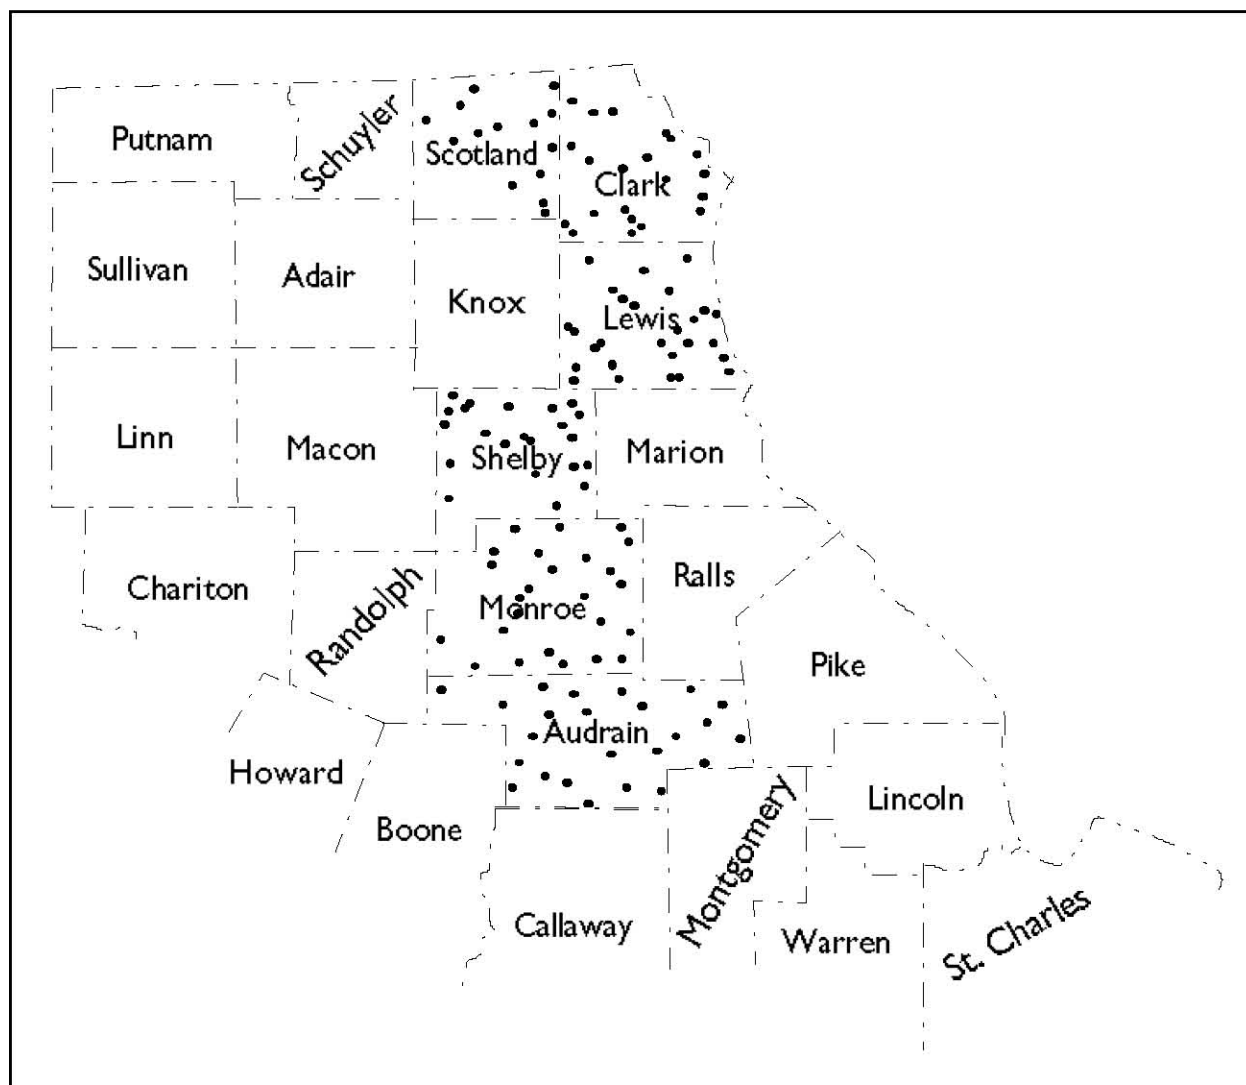 Putnam
Schuyler
Scotland
Clark
Sullivan
Adair
Knox
Lewis
Linn
Macon
Shelby
Marion
Chariton
Randolph
Monroe
Ralls
Pike
Howard
Audrain
Boone
Lincoln
Montgomery
Callaway
Warren
St. Charles